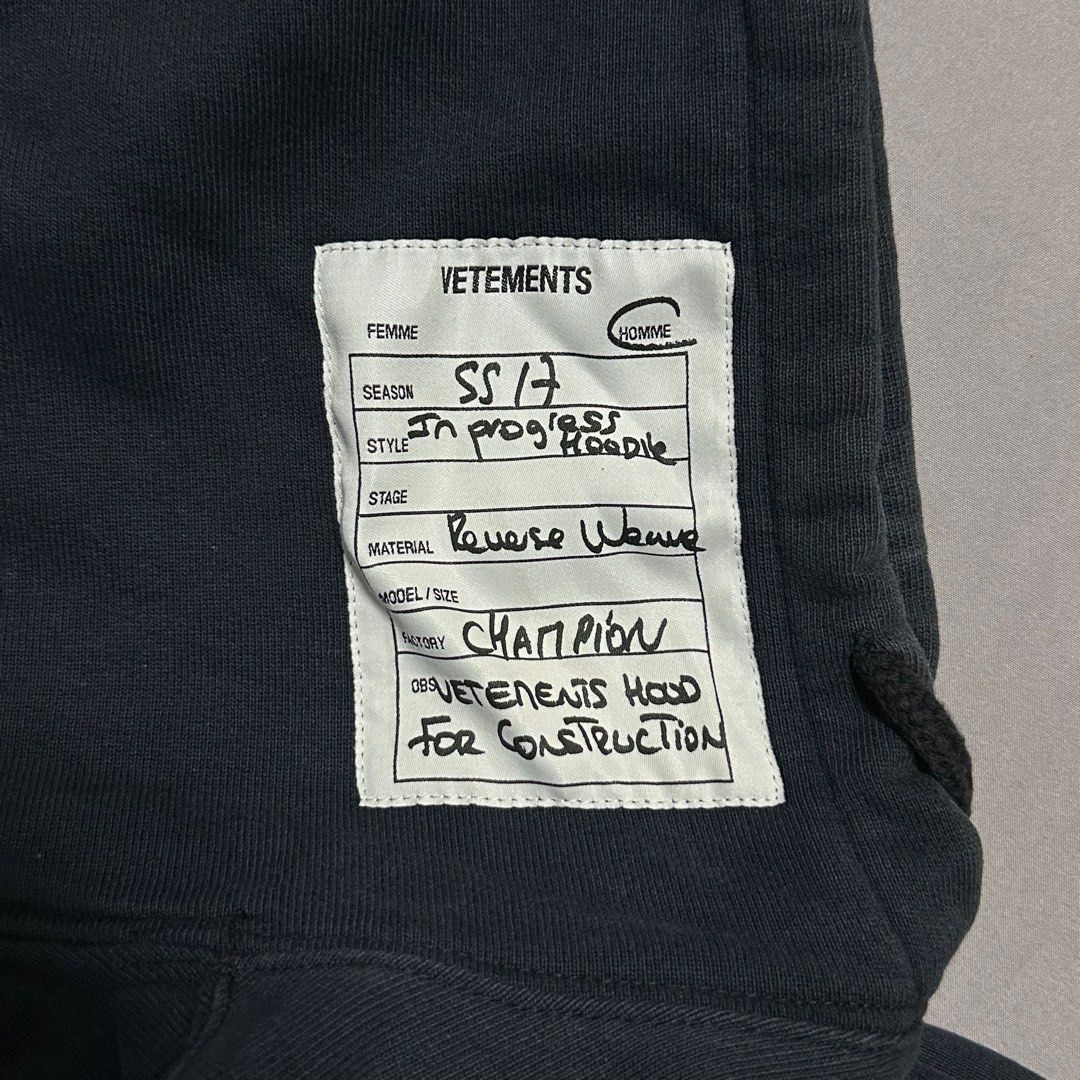 VETEMENTS
FEMME HOMME
SEASON SS 17
STYLE In progress Hoodie
STAGE
MATERIAL Reverse Weave
MODEL / SIZE
FACTORY CHAMPION
OBS VETEMENTS HOOD
FOR CONSTRUCTION